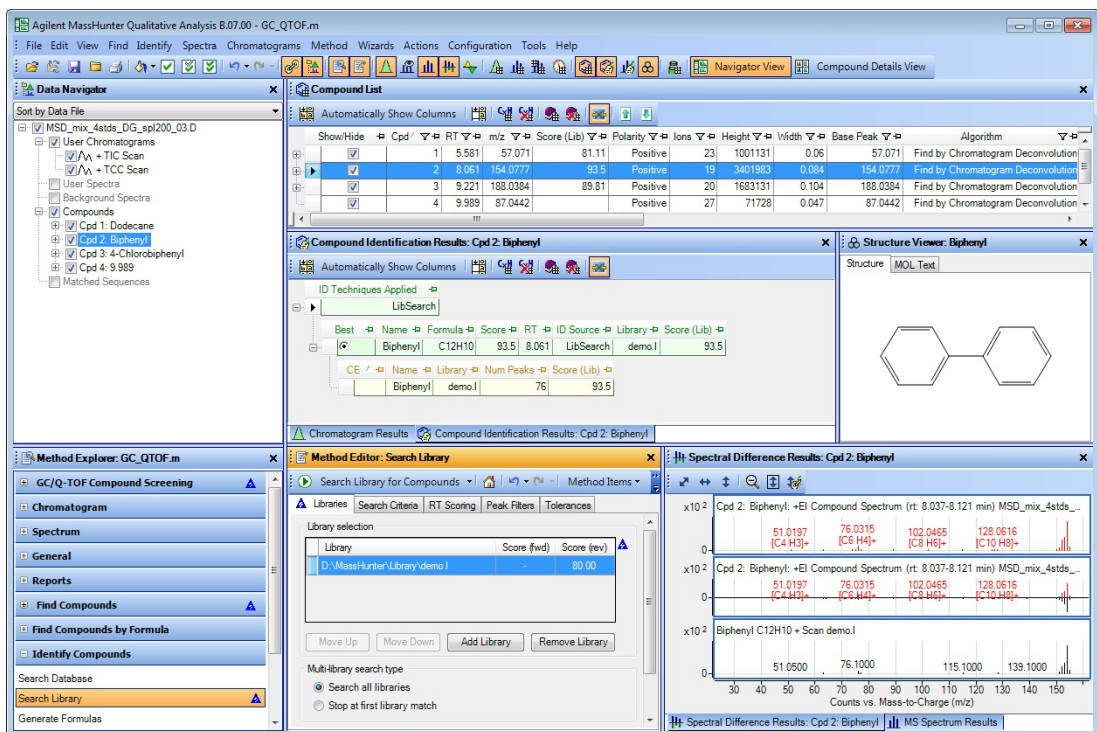 Agilent MassHunter Qualitative Analysis B.07.00 - GC_QTOF.m
File Edit View Find Identify Spectra Chromatograms Method Wizards Actions Configuration Tools Help
Navigator View Compound Details View
Data Navigator
Sort by Data File
MSD_mix_4stds_DG_spl200_03.D
User Chromatograms
+ TIC Scan
+ TCC Scan
User Spectra
Background Spectra
Compounds
Cpd 1: Dodecane
Cpd 2: Biphenyl
Cpd 3: 4-Chlorobiphenyl
Cpd 4: 9.989
Matched Sequences
Compound List
Automatically Show Columns
Show/Hide Cpd RT m/z Score (Lib) Polarity Ions Height Width Base Peak Algorithm
1 5.581 57.071 81.11 Positive 23 1001131 0.06 57.071 Find by Chromatogram Deconvolution
2 8.061 154.0777 93.5 Positive 19 3401983 0.084 154.0777 Find by Chromatogram Deconvolution
3 9.221 188.0384 89.81 Positive 20 1683131 0.104 188.0384 Find by Chromatogram Deconvolution
4 9.989 87.0442 Positive 27 71728 0.047 87.0442 Find by Chromatogram Deconvolution
Compound Identification Results: Cpd 2: Biphenyl
Automatically Show Columns
ID Techniques Applied
LibSearch
Best Name Formula Score RT ID Source Library Score (Lib)
Biphenyl C12H10 93.5 8.061 LibSearch demo.l 93.5
CE Name Library Num Peaks Score (Lib)
Biphenyl demo.l 76 93.5
Chromatogram Results Compound Identification Results: Cpd 2: Biphenyl
Structure Viewer: Biphenyl
Structure MOL Text
Method Explorer: GC_QTOF.m
GC/Q-TOF Compound Screening
Chromatogram
Spectrum
General
Reports
Find Compounds
Find Compounds by Formula
Identify Compounds
Search Database
Search Library
Generate Formulas
Method Editor: Search Library
Search Library for Compounds Method Items
Libraries Search Criteria RT Scoring Peak Filters Tolerances
Library selection
Library Score (fwd) Score (rev)
D:\MassHunter\Library\demo.l - 80.00
Move Up Move Down Add Library Remove Library
Multi-library search type
Search all libraries
Stop at first library match
Spectral Difference Results: Cpd 2: Biphenyl
x10 2 Cpd 2: Biphenyl: +EI Compound Spectrum (rt: 8.037-8.121 min) MSD_mix_4stds_...
51.0197 76.0315 102.0465 128.0616
[C4 H3]+ [C6 H4]+ [C8 H6]+ [C10 H8]+
0
x10 2 Cpd 2: Biphenyl: +EI Compound Spectrum (rt: 8.037-8.121 min) MSD_mix_4stds_...
51.0197 76.0315 102.0465 128.0616
0 [C4 H3]+ [C6 H4]+ [C8 H6]+ [C10 H8]+
x10 2 Biphenyl C12H10 + Scan demo.l
51.0500 76.1000 115.1000 139.1000
0
30 40 50 60 70 80 90 100 110 120 130 140 150
Counts vs. Mass-to-Charge (m/z)
Spectral Difference Results: Cpd 2: Biphenyl MS Spectrum Results